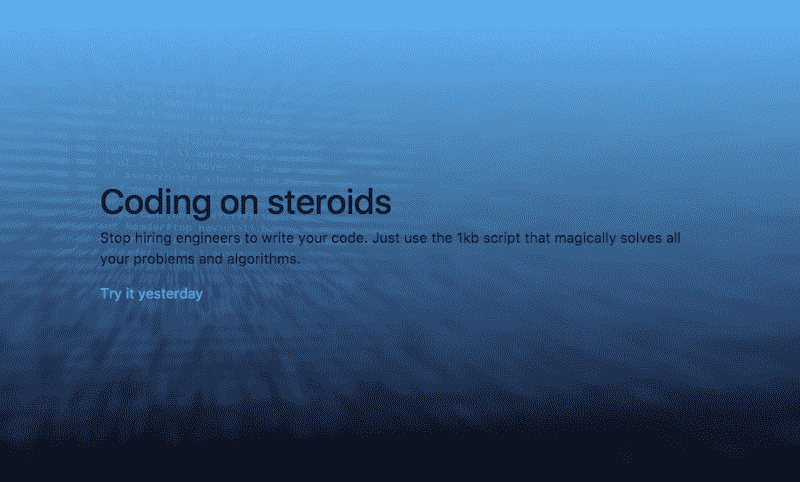 Coding on steroids
Stop hiring engineers to write your code. Just use the 1kb script that magically solves all
your problems and algorithms.
Try it yesterday